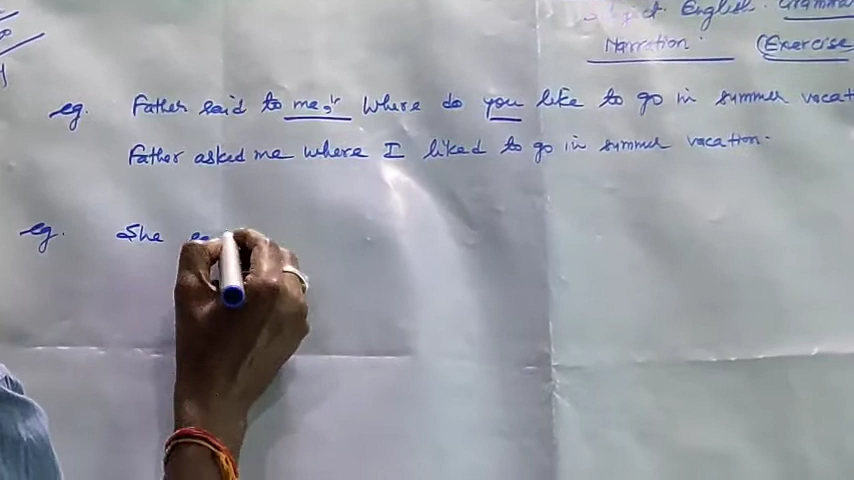 Subject English. Grammar
Narration. (Exercise
eg. Father said to me, " Where do you like to go in summer vacat
Father asked me where I liked to go in summer vacation.
eg. She